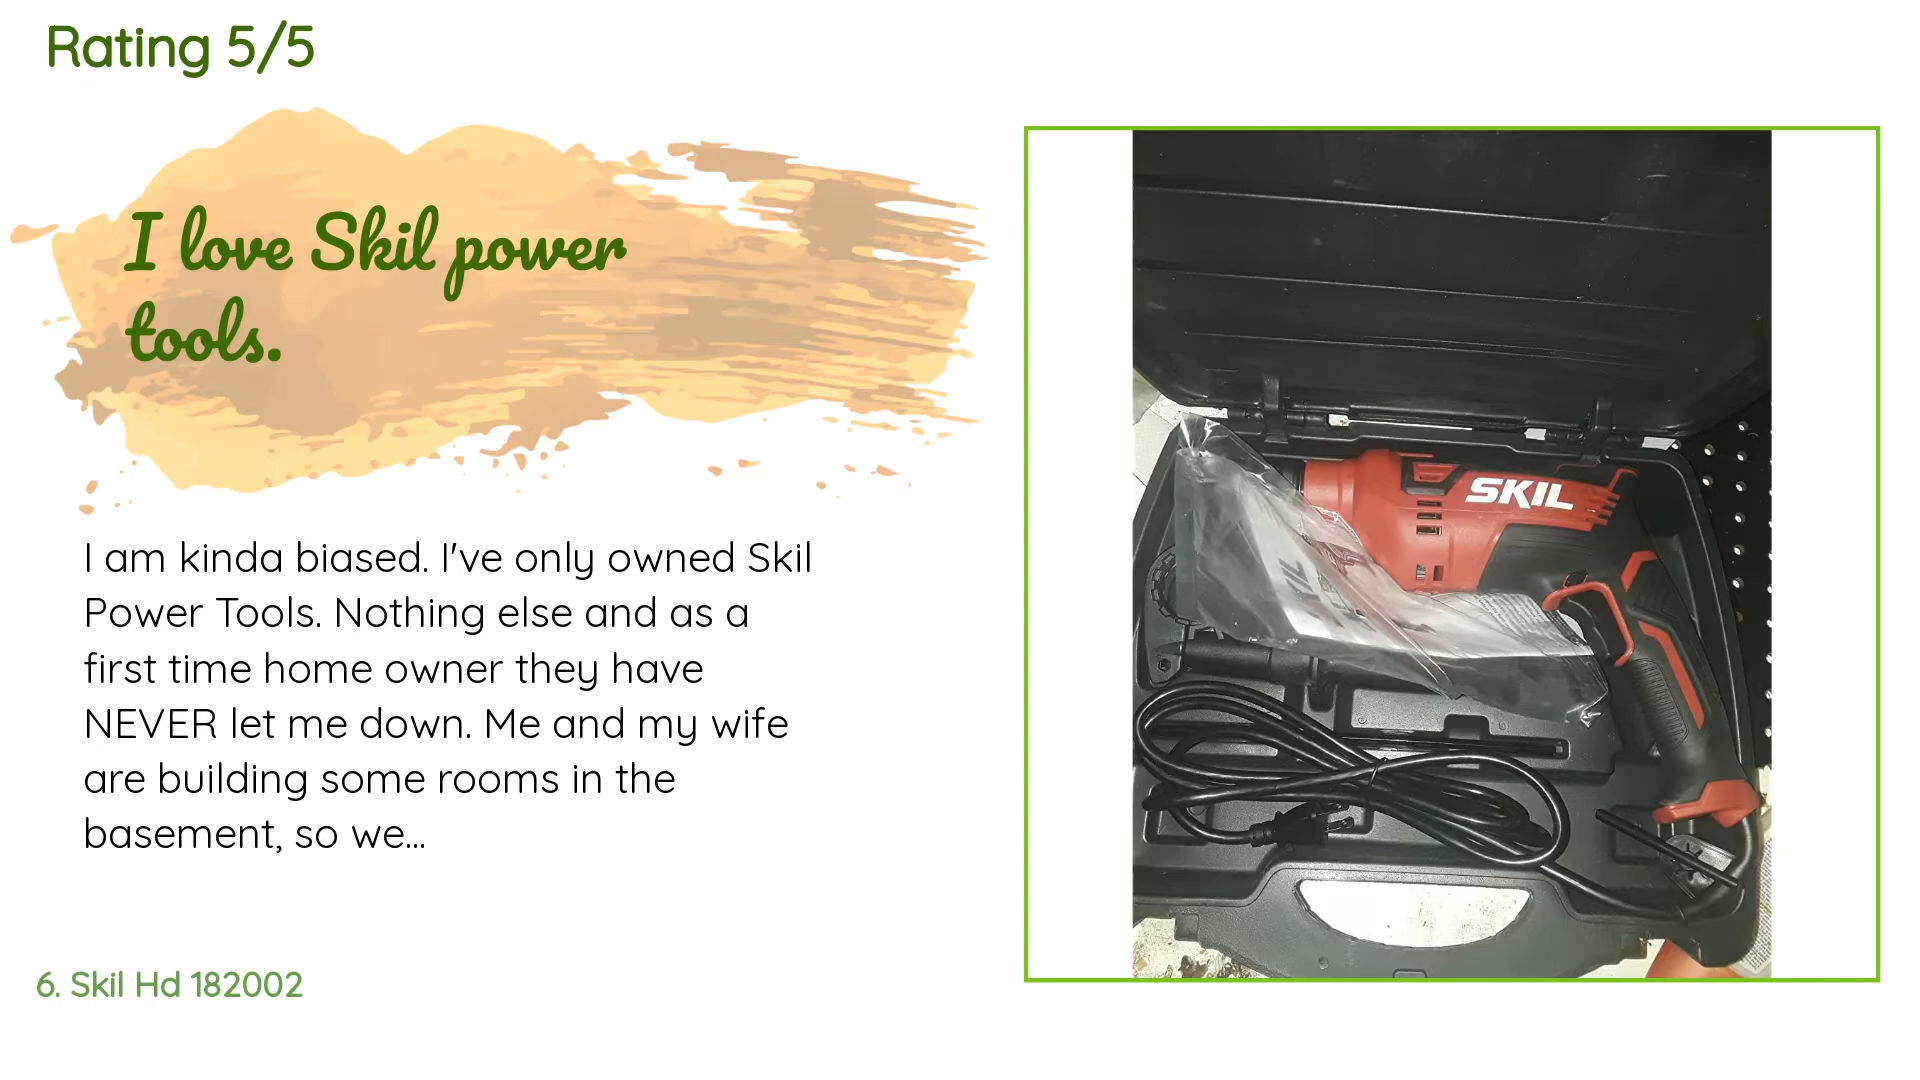 Rating 5/5
I love Skil power
tools.
I am kinda biased. I've only owned Skil
Power Tools. Nothing else and as a
first time home owner they have
NEVER let me down. Me and my wife
are building some rooms in the
basement, so we...
6. Skil Hd 182002
SKIL